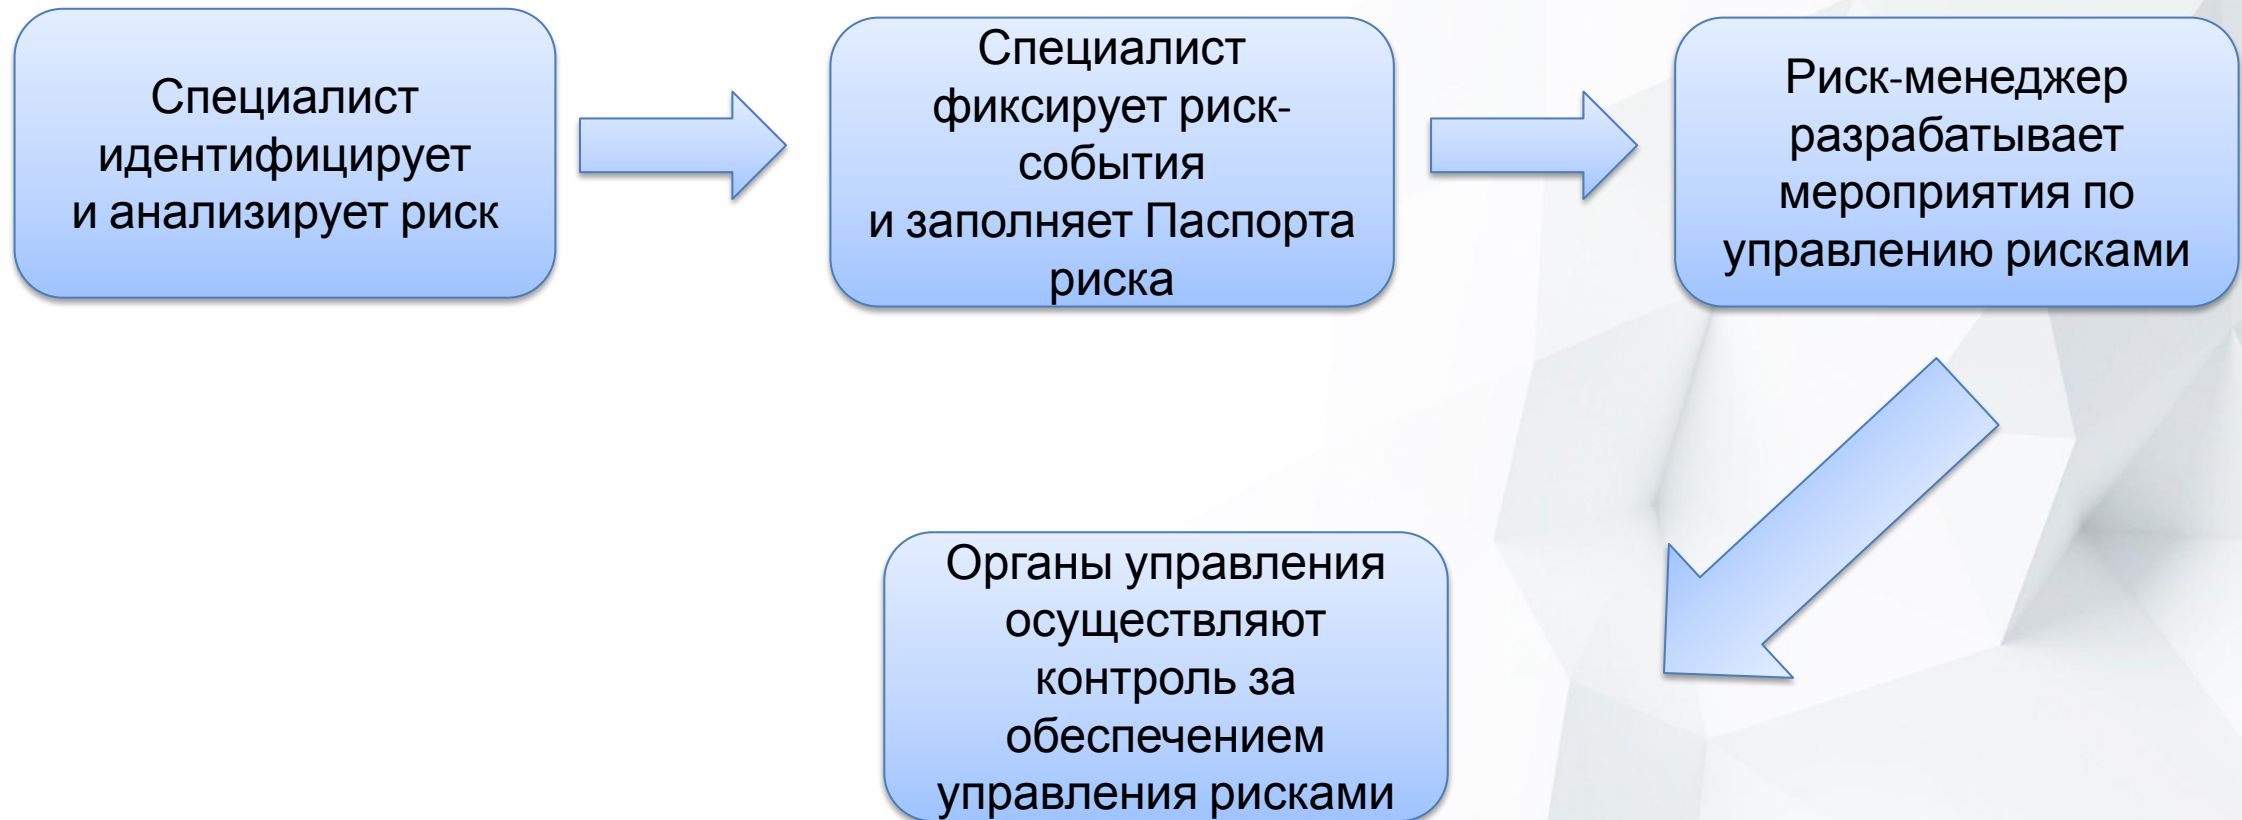 Специалист
идентифицирует
и анализирует риск
Специалист
фиксирует риск-
события
и заполняет Паспорта
риска
Риск-менеджер
разрабатывает
мероприятия по
управлению рисками
Органы управления
осуществляют
контроль за
обеспечением
управления рисками